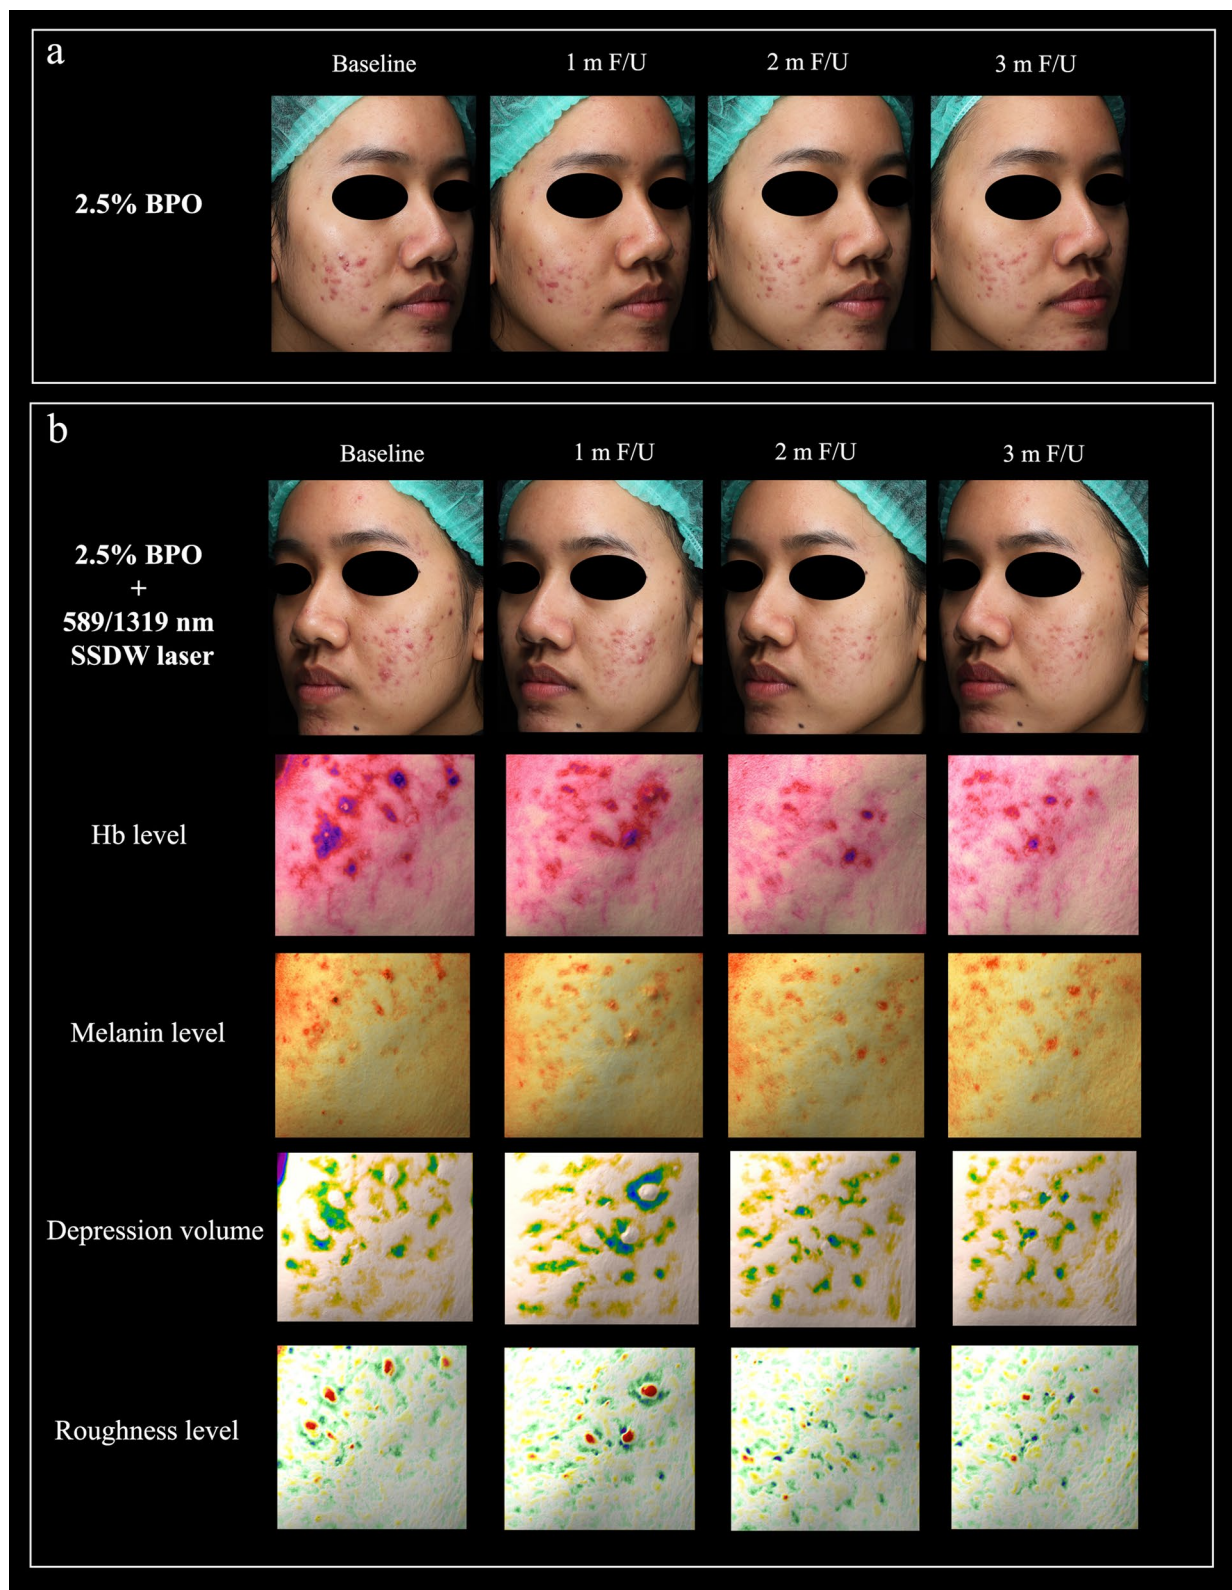 a
Baseline 1 m F/U 2 m F/U 3 m F/U
2.5% BPO
b
Baseline 1 m F/U 2 m F/U 3 m F/U
2.5% BPO
+
589/1319 nm
SSDW laser
Hb level
Melanin level
Depression volume
Roughness level